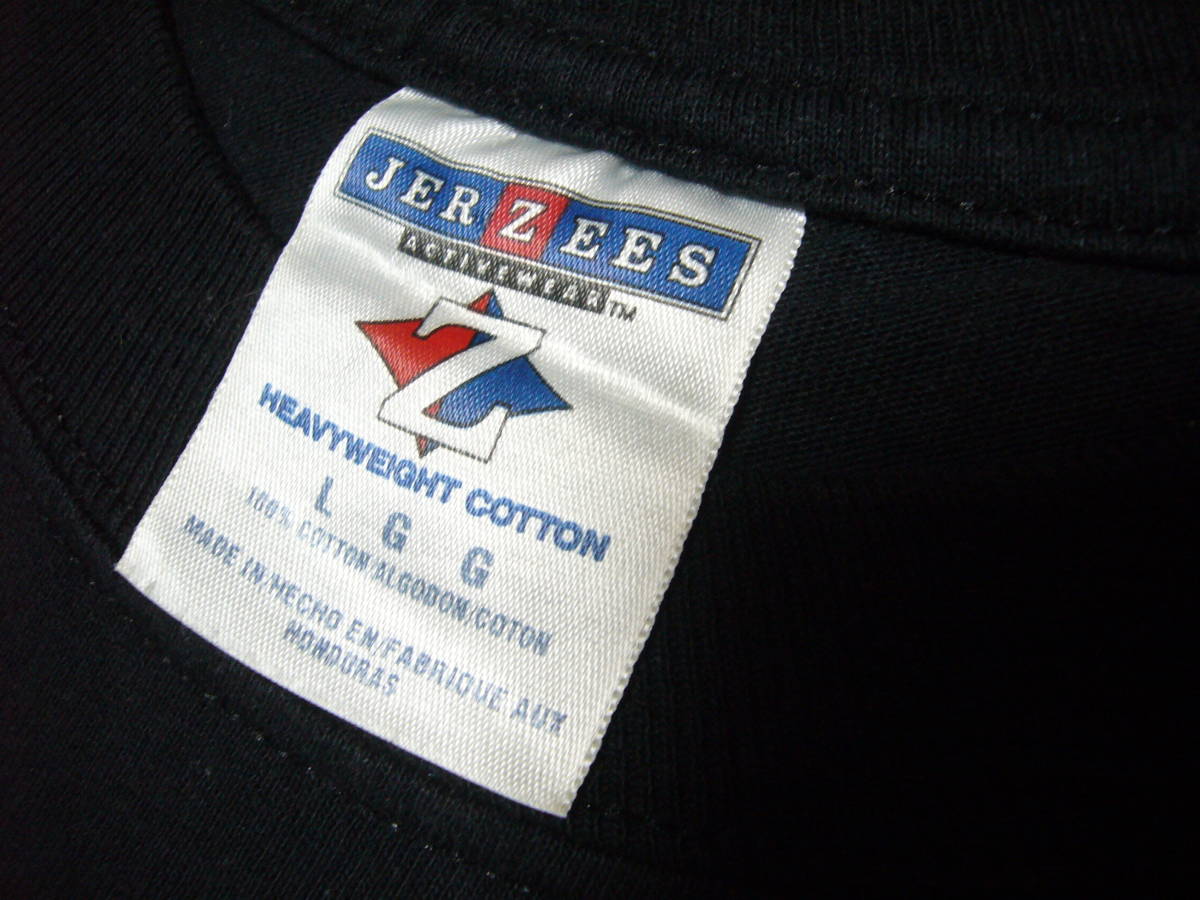 JERZEES
ACTIVEWEAR™
Z
HEAVYWEIGHT COTTON
L G G
100% COTTON/ALGODON/COTON
MADE IN/HECHO EN/FABRIQUE AUX
HONDURAS